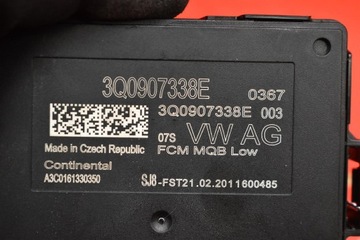 3Q0907338E 0367
3Q0907338E 003
07S VW AG
Made in Czech Republic FCM MQB Low
Continental
A3C0161330350 SJ8-FST21.02.2011600485